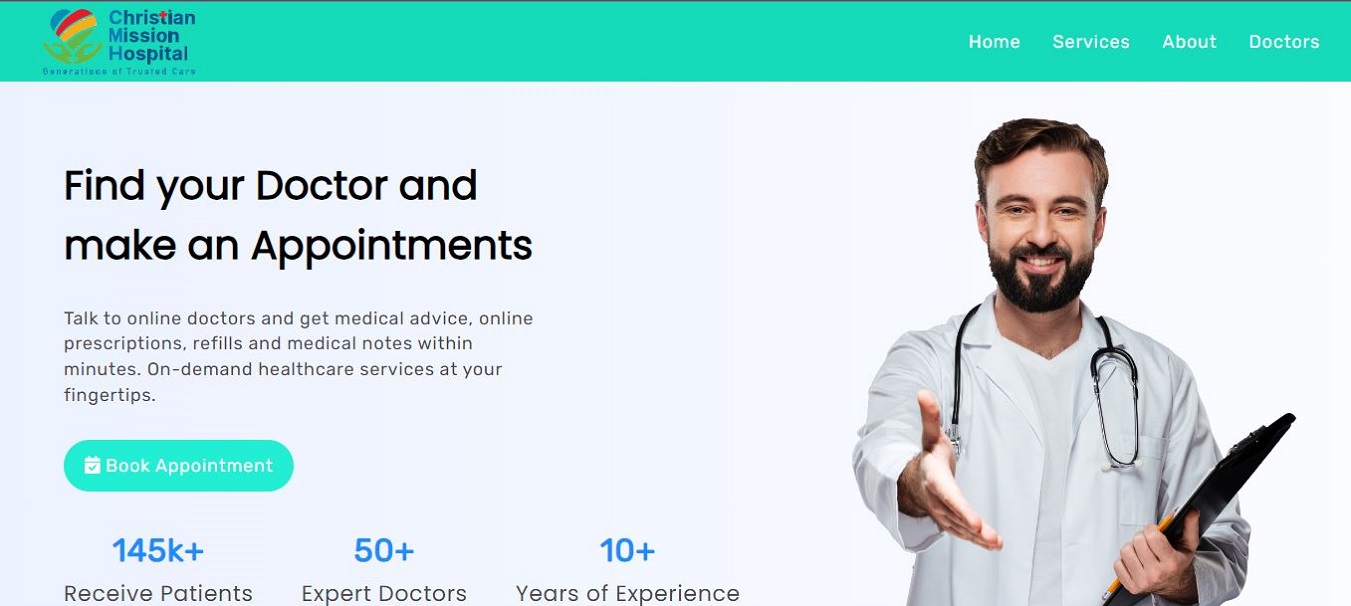 Christian
Mission
Hospital
Generations of Trusted Care
Home Services About Doctors
Find your Doctor and
make an Appointments
Talk to online doctors and get medical advice, online
prescriptions, refills and medical notes within
minutes. On-demand healthcare services at your
fingertips.
Book Appointment
145k+ 50+ 10+
Receive Patients Expert Doctors Years of Experience